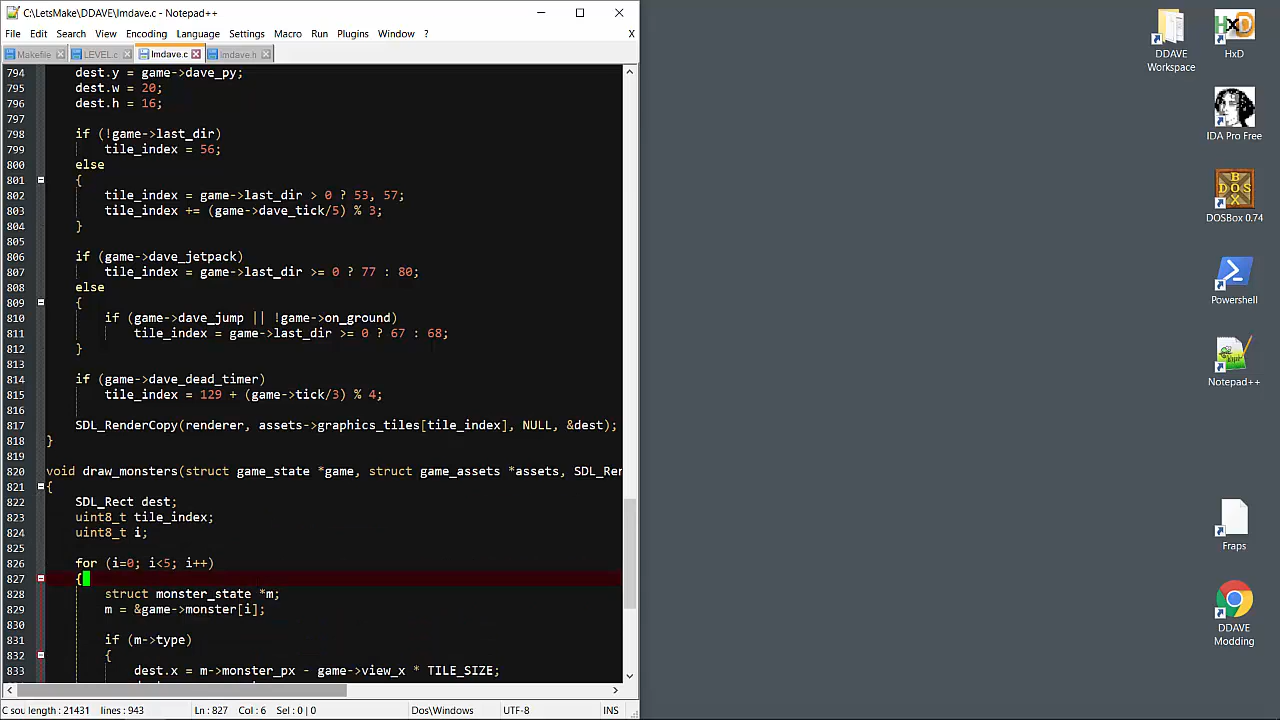 C:\LetsMake\DDAVE\lmdave.c - Notepad++
File Edit Search View Encoding Language Settings Macro Run Plugins Window ? X
Makefile LEVEL.c lmdave.c lmdave.h
794 dest.y = game->dave_py;
795 dest.w = 20;
796 dest.h = 16;
797
798 if (!game->last_dir)
799 tile_index = 56;
800 else
801 {
802 tile_index = game->last_dir > 0 ? 53, 57;
803 tile_index += (game->dave_tick/5) % 3;
804 }
805
806 if (game->dave_jetpack)
807 tile_index = game->last_dir >= 0 ? 77 : 80;
808 else
809 {
810 if (game->dave_jump || !game->on_ground)
811 tile_index = game->last_dir >= 0 ? 67 : 68;
812 }
813
814 if (game->dave_dead_timer)
815 tile_index = 129 + (game->tick/3) % 4;
816
817 SDL_RenderCopy(renderer, assets->graphics_tiles[tile_index], NULL, &dest);
818 }
819
820 void draw_monsters(struct game_state *game, struct game_assets *assets, SDL_Ren
821 {
822 SDL_Rect dest;
823 uint8_t tile_index;
824 uint8_t i;
825
826 for (i=0; i<5; i++)
827 {
828 struct monster_state *m;
829 m = &game->monster[i];
830
831 if (m->type)
832 {
833 dest.x = m->monster_px - game->view_x * TILE_SIZE;
C sou length : 21431 lines : 943 Ln : 827 Col : 6 Sel : 0 | 0 Dos\Windows UTF-8 INS
DDAVE
Workspace
HxD
IDA Pro Free
DOSBox 0.74
Powershell
Notepad++
Fraps
DDAVE
Modding